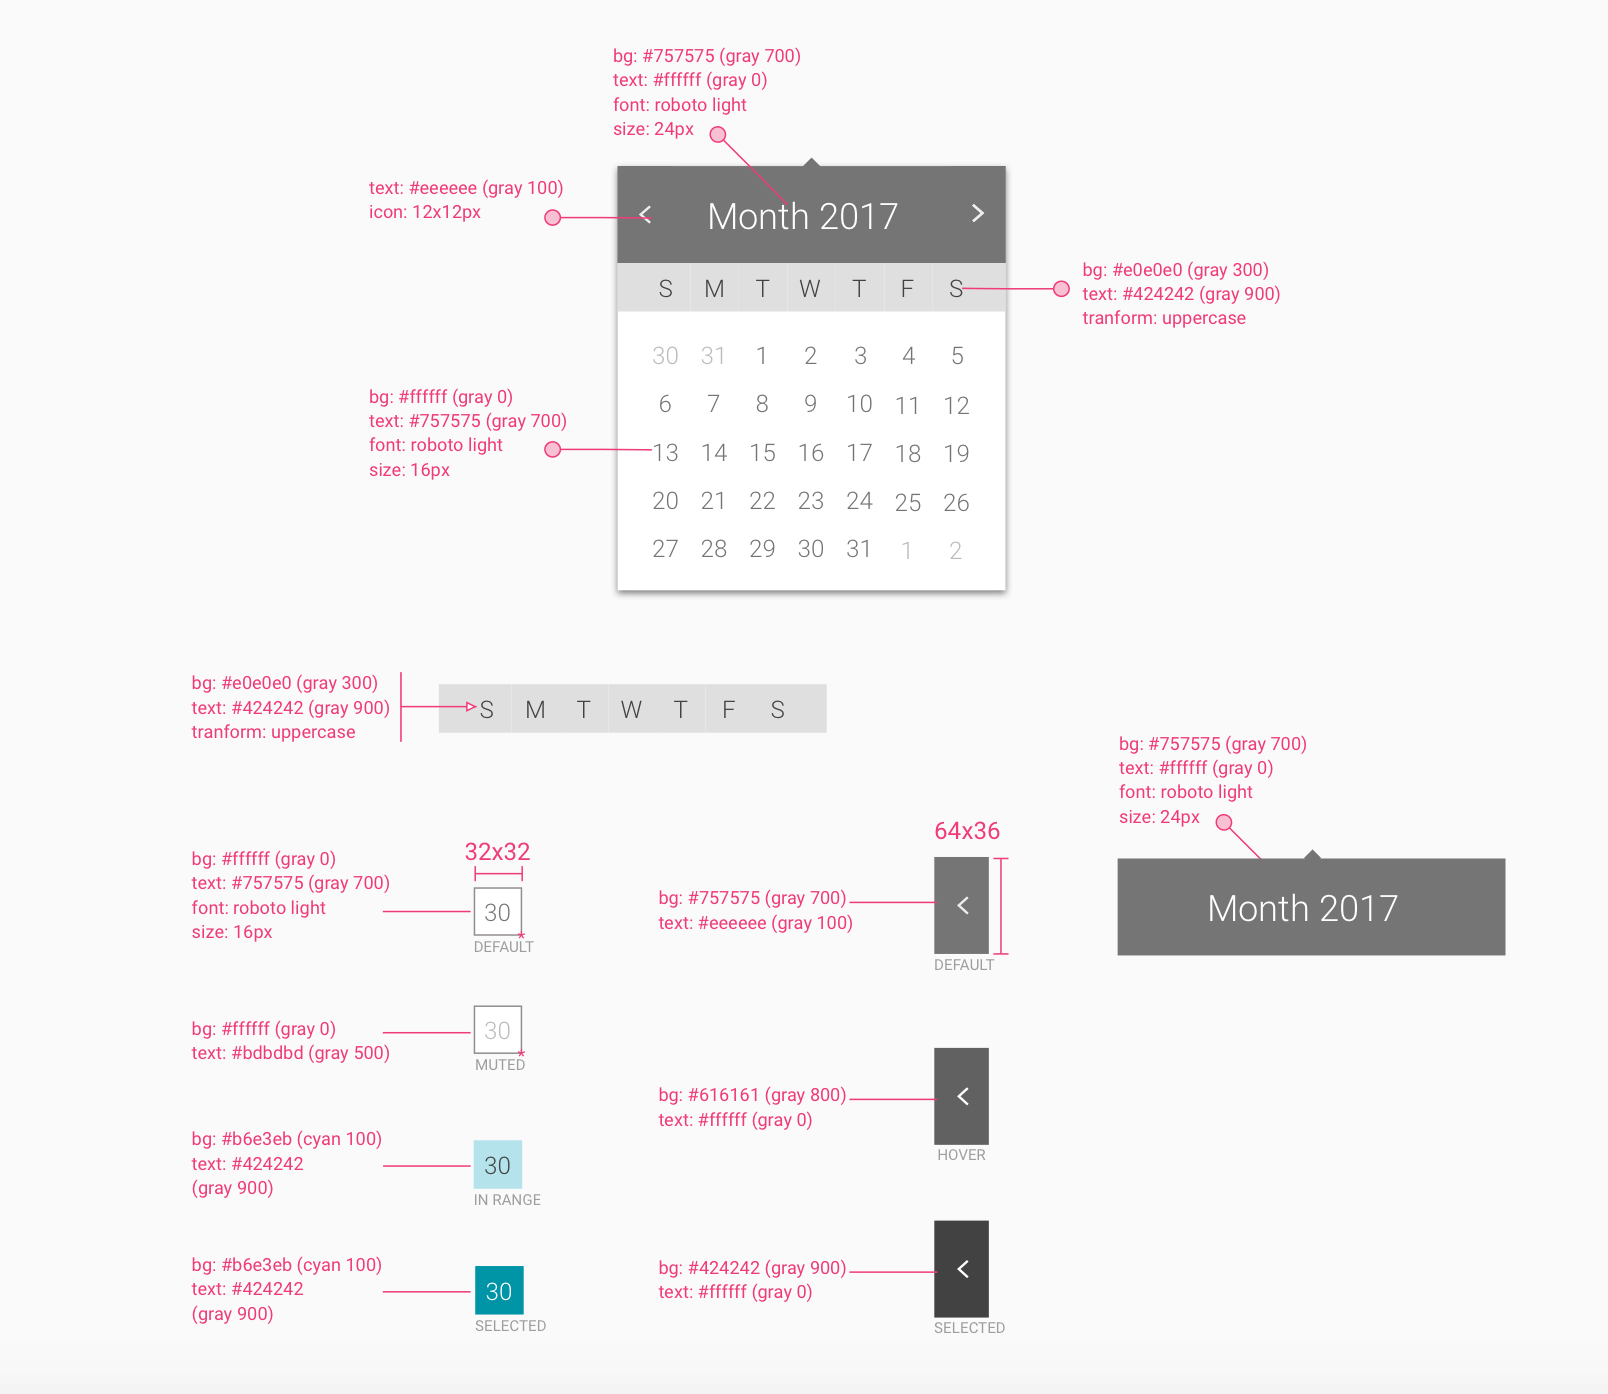 bg: #757575 (gray 700)
text: #ffffff (gray 0)
font: roboto light
size: 24px
text: #eeeeee (gray 100)
icon: 12x12px
< Month 2017 >
bg: #e0e0e0 (gray 300)
text: #424242 (gray 900)
tranform: uppercase
S M T W T F S
30 31 1 2 3 4 5
6 7 8 9 10 11 12
13 14 15 16 17 18 19
20 21 22 23 24 25 26
27 28 29 30 31 1 2
bg: #ffffff (gray 0)
text: #757575 (gray 700)
font: roboto light
size: 16px
bg: #e0e0e0 (gray 300)
text: #424242 (gray 900)
tranform: uppercase
S M T W T F S
bg: #757575 (gray 700)
text: #ffffff (gray 0)
font: roboto light
size: 24px
Month 2017
bg: #ffffff (gray 0)
text: #757575 (gray 700)
font: roboto light
size: 16px
32x32
30
*
DEFAULT
bg: #757575 (gray 700)
text: #eeeeee (gray 100)
64x36
<
DEFAULT
bg: #ffffff (gray 0)
text: #bdbdbd (gray 500)
30
*
MUTED
bg: #616161 (gray 800)
text: #ffffff (gray 0)
<
HOVER
bg: #b6e3eb (cyan 100)
text: #424242
(gray 900)
30
IN RANGE
bg: #b6e3eb (cyan 100)
text: #424242
(gray 900)
30
SELECTED
bg: #424242 (gray 900)
text: #ffffff (gray 0)
<
SELECTED